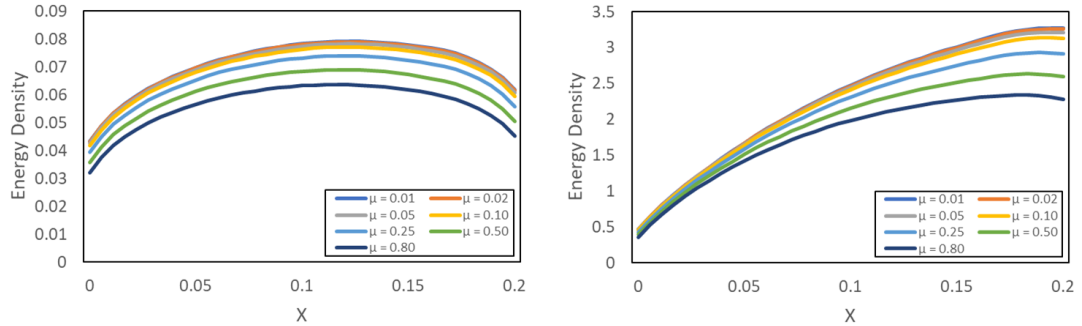 0.09
0.08
0.07
0.06
0.05
0.04
0.03
0.02
0.01
0
Energy Density
μ = 0.01
μ = 0.02
μ = 0.05
μ = 0.10
μ = 0.25
μ = 0.50
μ = 0.80
0 0.05 0.1 0.15 0.2
X
3.5
3
2.5
2
1.5
1
0.5
0
Energy Density
μ = 0.01
μ = 0.02
μ = 0.05
μ = 0.10
μ = 0.25
μ = 0.50
μ = 0.80
0 0.05 0.1 0.15 0.2
X